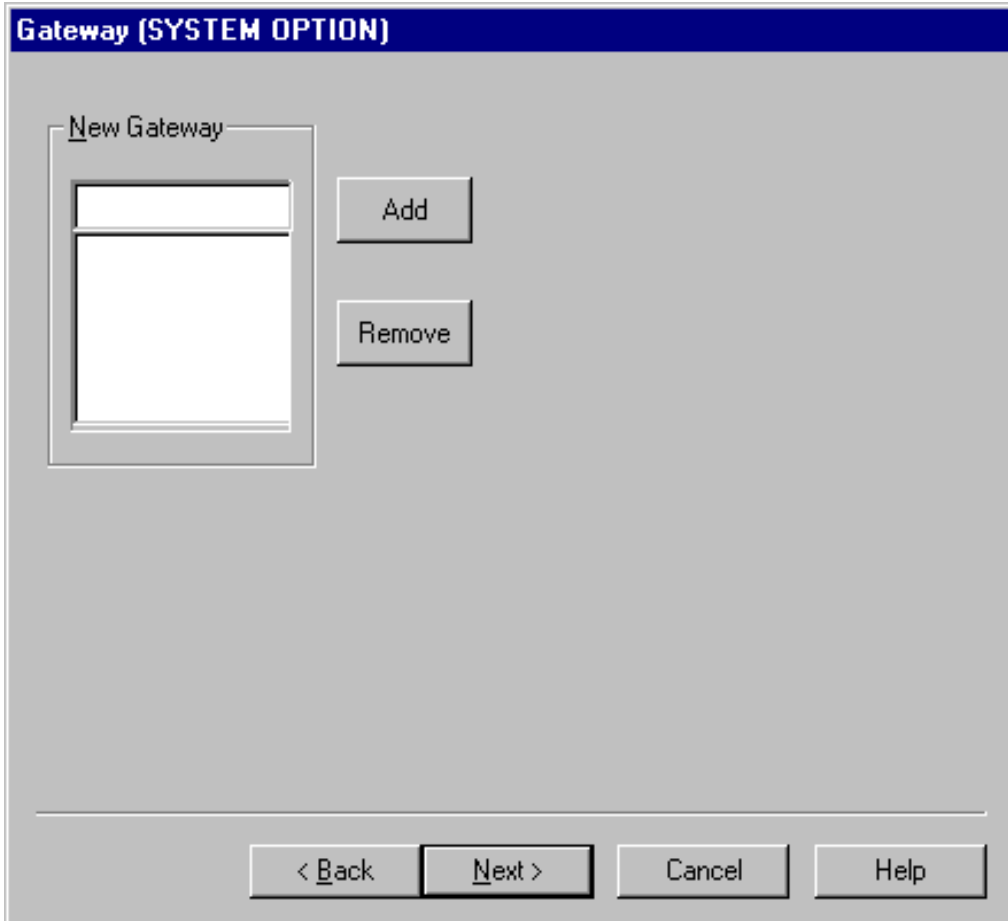 Gateway (SYSTEM OPTION)
New Gateway
Add
Remove
< Back Next > Cancel Help